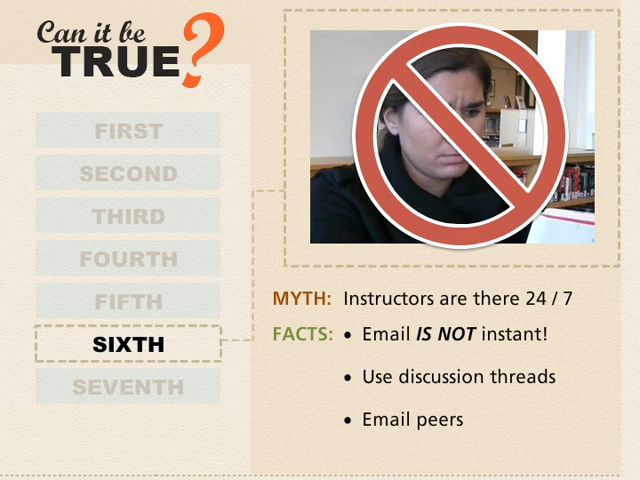 Can it be
TRUE?
FIRST
SECOND
THIRD
FOURTH
FIFTH
SIXTH
SEVENTH
MYTH: Instructors are there 24 / 7
FACTS: • Email IS NOT instant!
• Use discussion threads
• Email peers